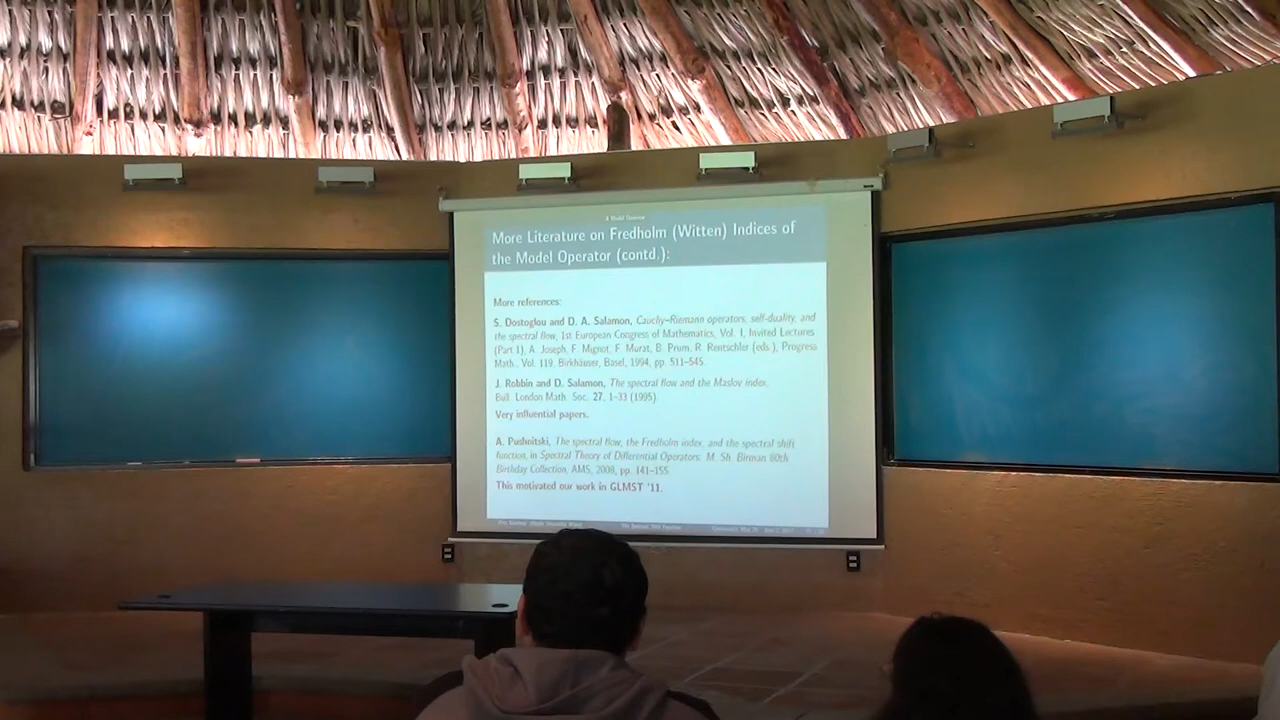 A Model Operator
More Literature on Fredholm (Witten) Indices of
the Model Operator (contd.):
More references:
S. Dostoglou and D. A. Salamon, Cauchy–Riemann operators, self-duality, and
the spectral flow, 1st European Congress of Mathematics, Vol. I, Invited Lectures
(Part 1), A. Joseph, F. Mignot, F. Murat, B. Prum, R. Rentschler (eds.), Progress
Math., Vol. 119, Birkhäuser, Basel, 1994, pp. 511–545.
J. Robbin and D. Salamon, The spectral flow and the Maslov index,
Bull. London Math. Soc. 27, 1–33 (1995).
Very influential papers.
A. Pushnitski, The spectral flow, the Fredholm index, and the spectral shift
function, in Spectral Theory of Differential Operators: M. Sh. Birman 80th
Birthday Collection, AMS, 2008, pp. 141–155.
This motivated our work in GLMST '11.